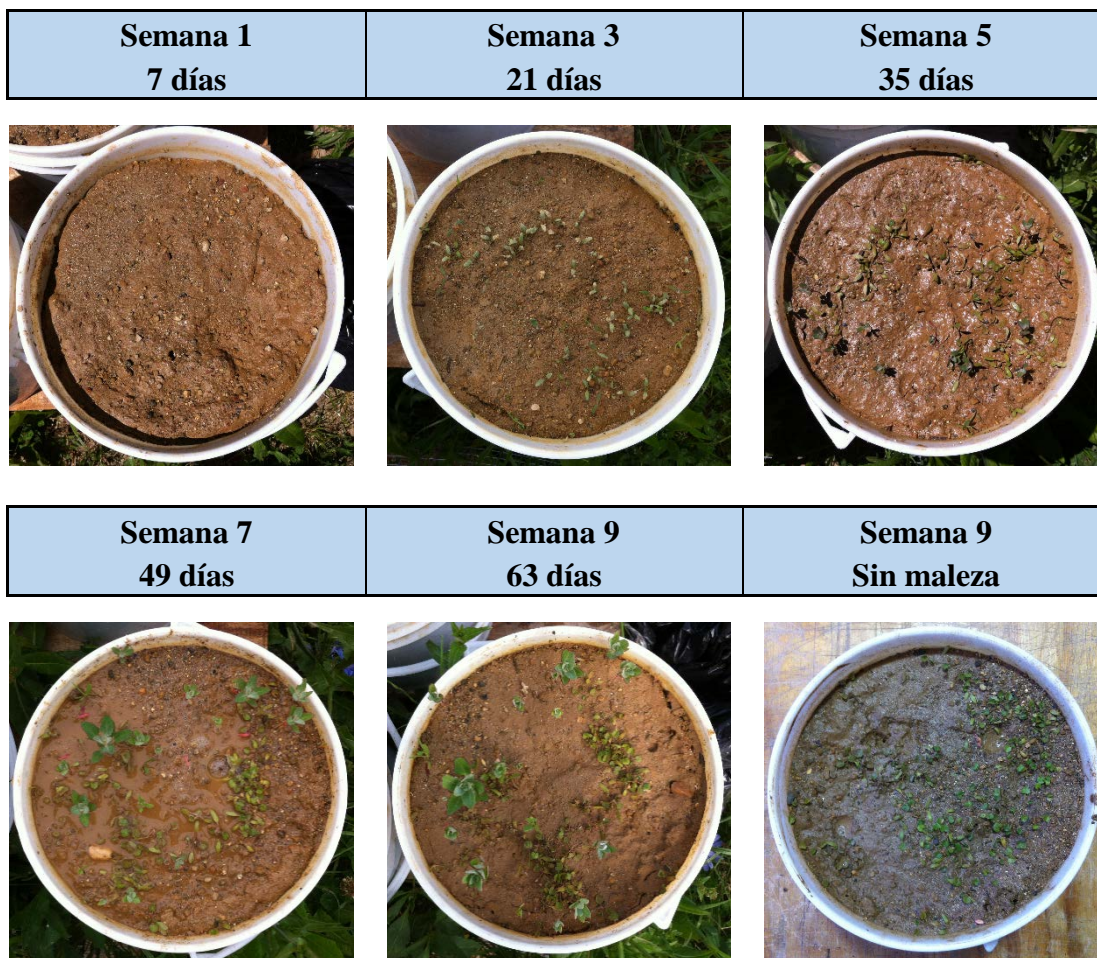 Semana 1
7 días
Semana 3
21 días
Semana 5
35 días
Semana 7
49 días
Semana 9
63 días
Semana 9
Sin maleza